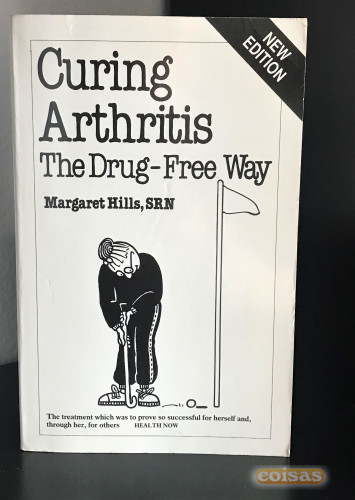 NEW
EDITION
Curing
Arthritis
The Drug-Free Way
Margaret Hills, SRN
The treatment which was to prove so successful for herself and,
through her, for others HEALTH NOW
coisas